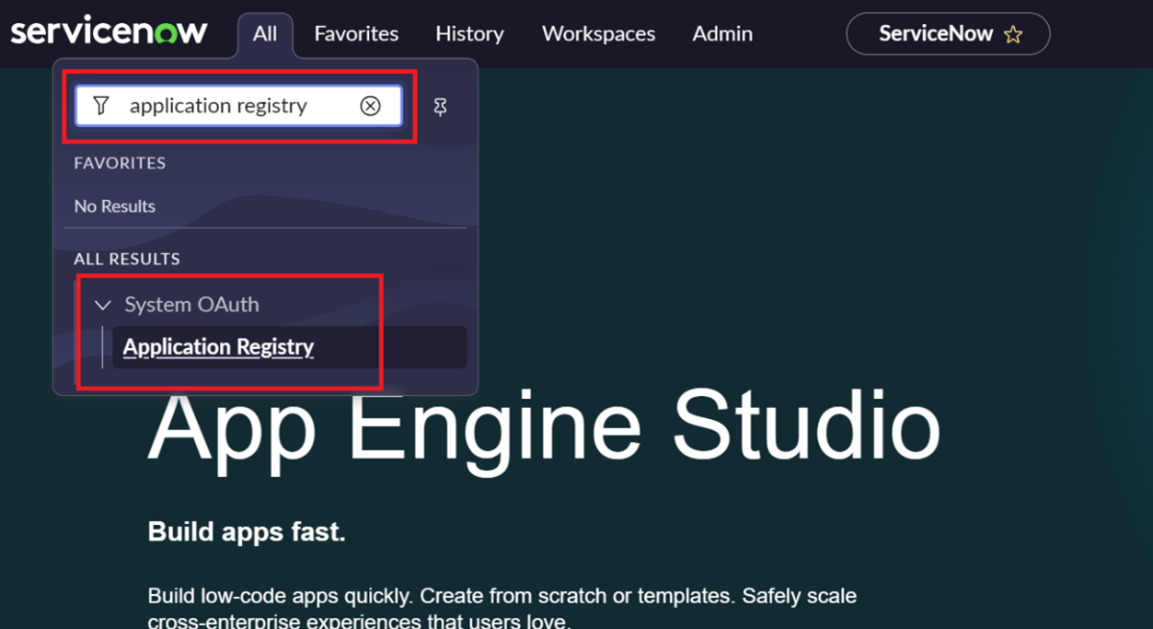 servicenow All Favorites History Workspaces Admin ServiceNow
application registry
FAVORITES
No Results
ALL RESULTS
System OAuth
Application Registry
App Engine Studio
Build apps fast.
Build low-code apps quickly. Create from scratch or templates. Safely scale
cross-enterprise experiences that users love.